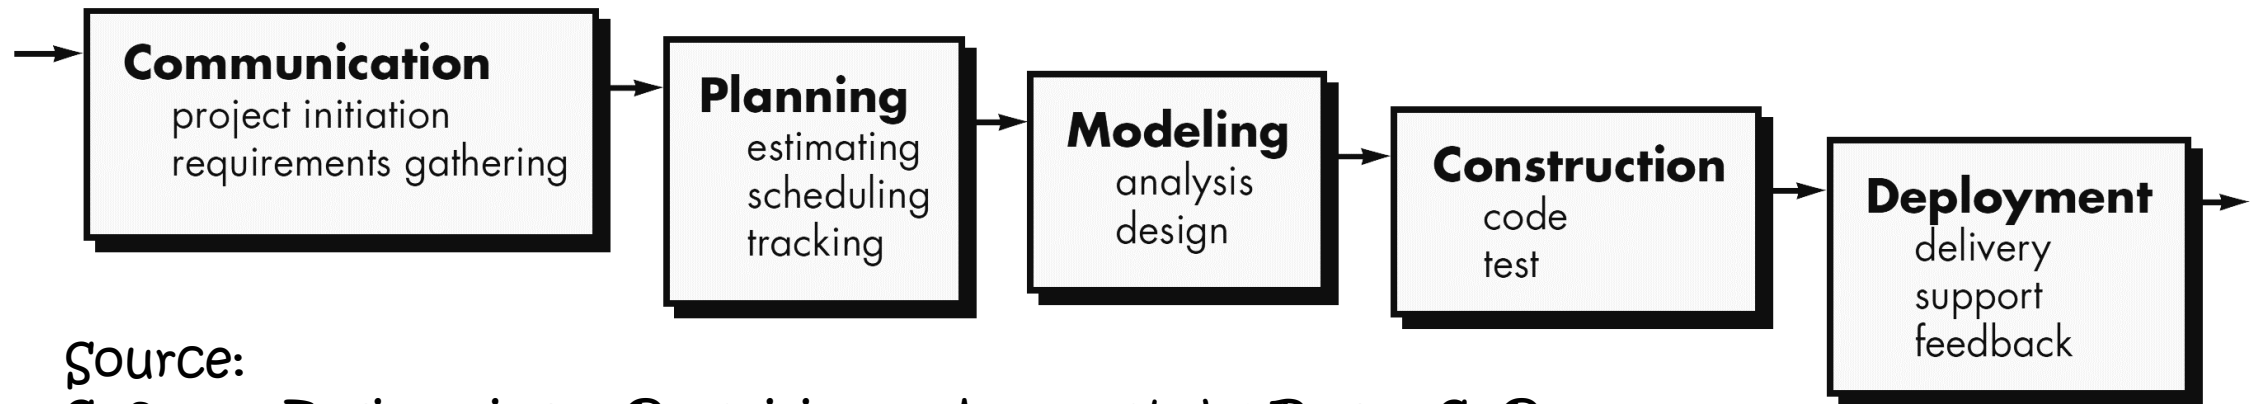 Communication
project initiation
requirements gathering
Planning
estimating
scheduling
tracking
Modeling
analysis
design
Construction
code
test
Deployment
delivery
support
feedback
Source: